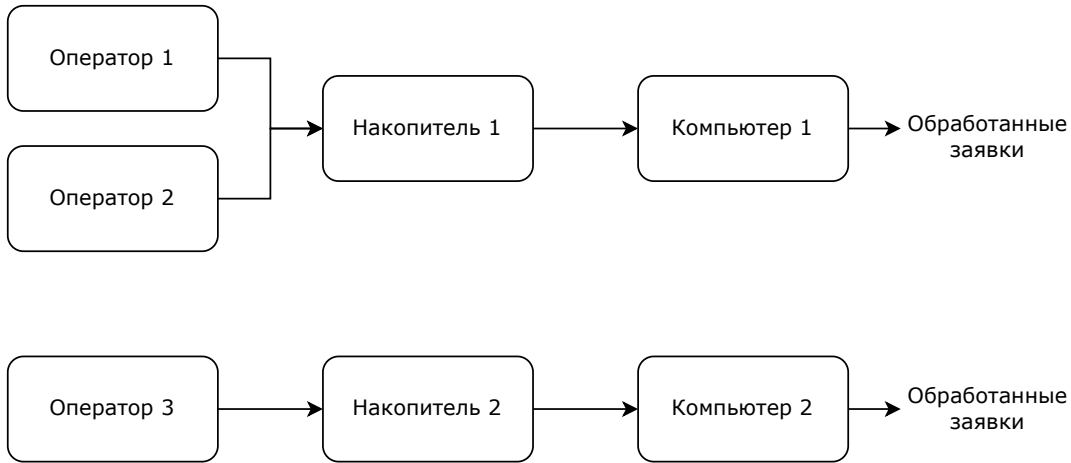 Оператор 1
Накопитель 1
Компьютер 1
Обработанные
заявки
Оператор 2
Оператор 3
Накопитель 2
Компьютер 2
Обработанные
заявки